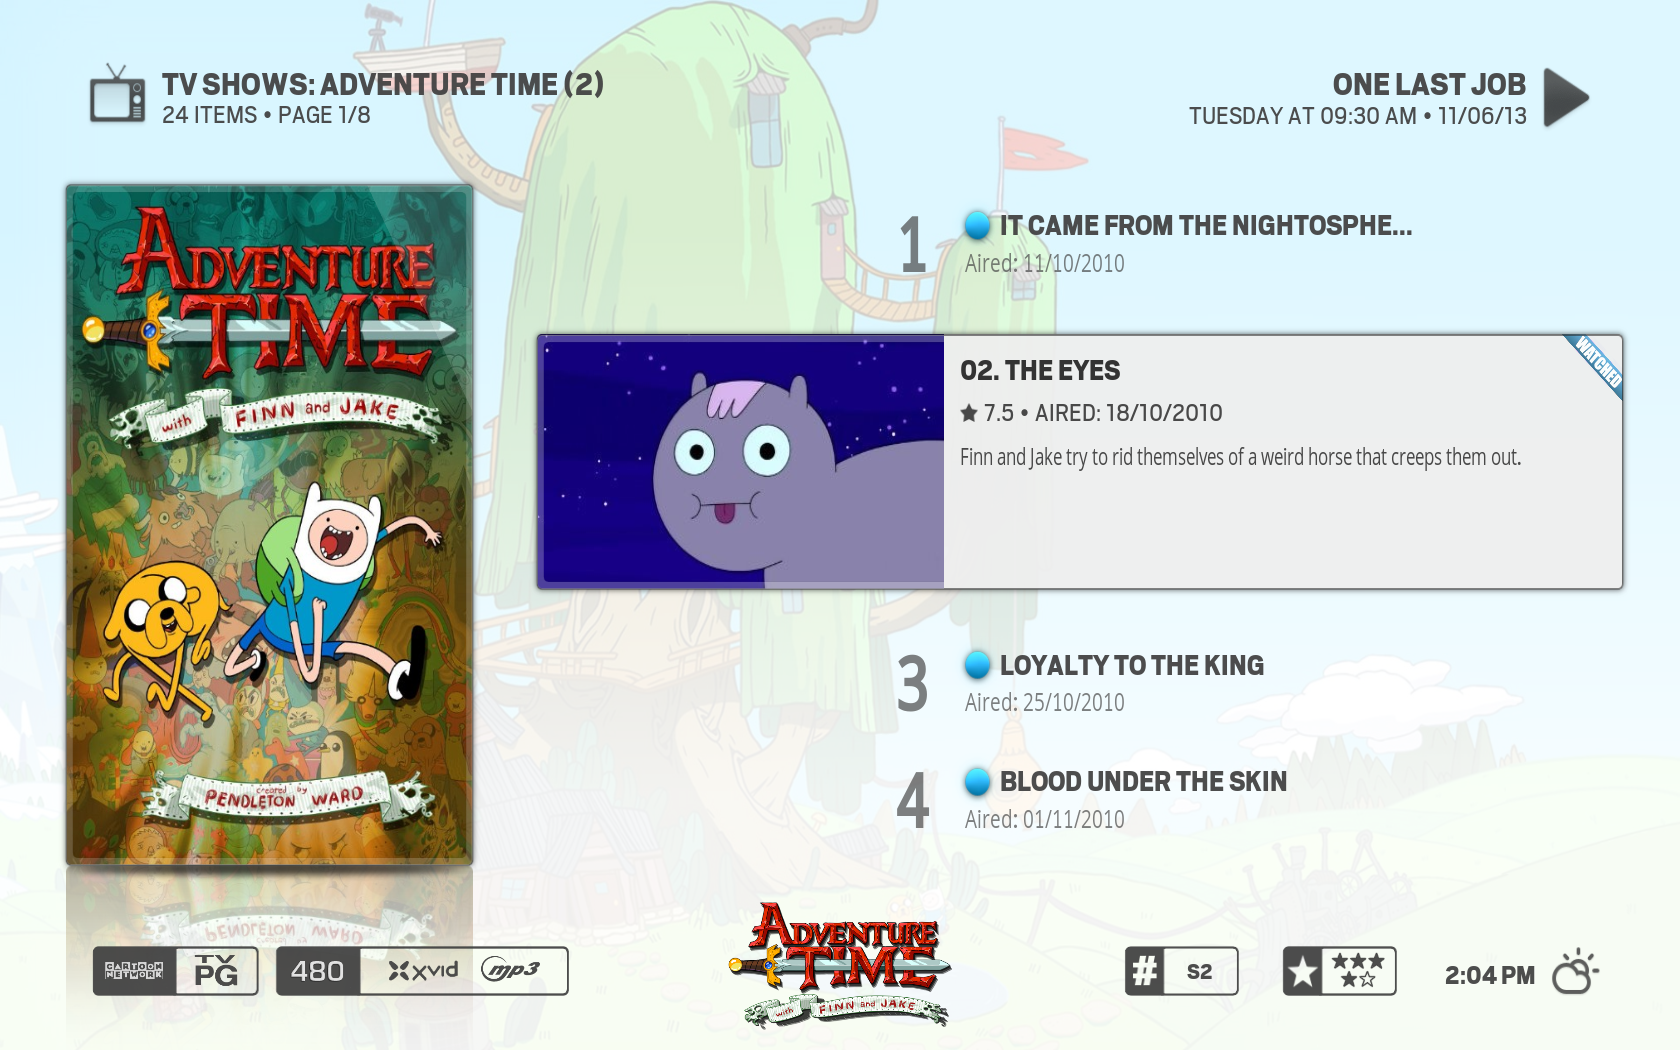 TV SHOWS: ADVENTURE TIME (2)
24 ITEMS • PAGE 1/8
ONE LAST JOB
TUESDAY AT 09:30 AM • 11/06/13
ADVENTURE
TIME
with FINN and JAKE
created by
PENDLETON WARD
1
IT CAME FROM THE NIGHTOSPHE...
Aired: 11/10/2010
02. THE EYES
7.5 • AIRED: 18/10/2010
Finn and Jake try to rid themselves of a weird horse that creeps them out.
WATCHED
3
LOYALTY TO THE KING
Aired: 25/10/2010
4
BLOOD UNDER THE SKIN
Aired: 01/11/2010
PENDLETON WARD
CARTOON NETWORK
TV PG
480
xvid
mp3
ADVENTURE
TIME
with FINN and JAKE
# S2
2:04 PM